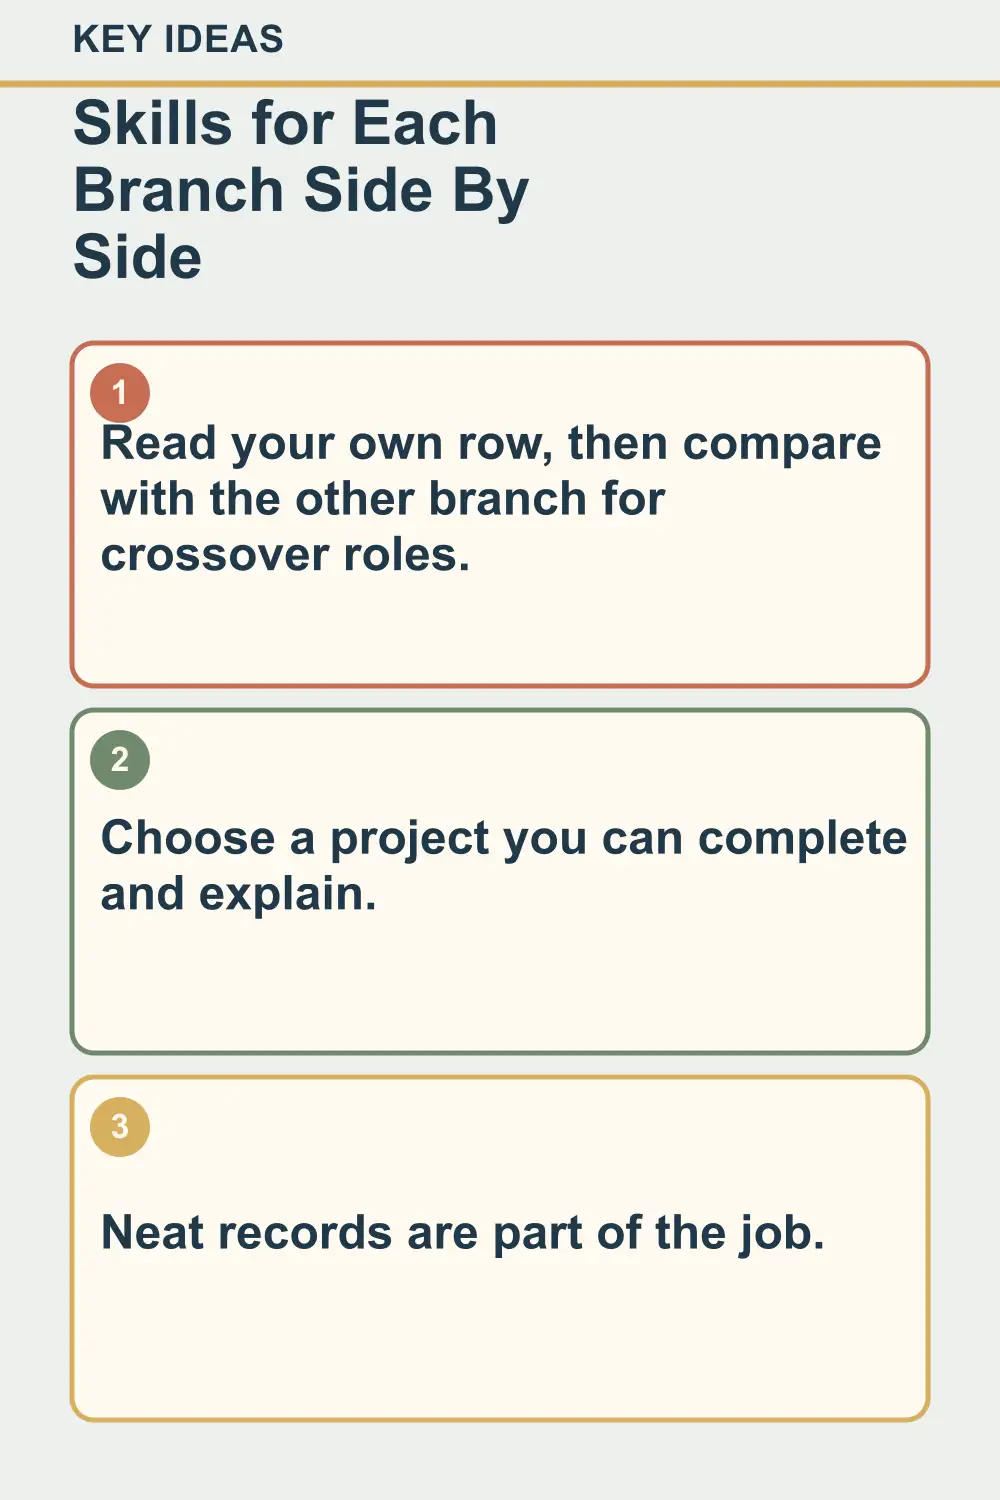 KEY IDEAS
Skills for Each
Branch Side By
Side
1
Read your own row, then compare
with the other branch for
crossover roles.
2
Choose a project you can complete
and explain.
3
Neat records are part of the job.